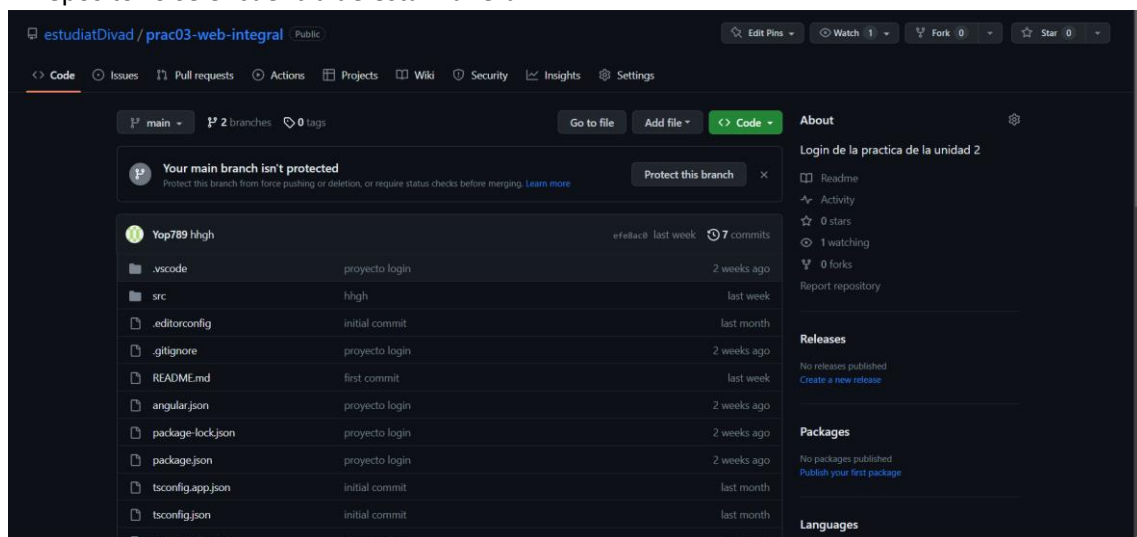 estudiatDivad / prac03-web-integral Public
Edit Pins Watch 1 Fork 0 Star 0
Code Issues Pull requests Actions Projects Wiki Security Insights Settings
main 2 branches 0 tags Go to file Add file Code
Your main branch isn't protected
Protect this branch from force pushing or deletion, or require status checks before merging. Learn more
Protect this branch
Yop789 hhgh efe8ac0 last week 7 commits
.vscode proyecto login 2 weeks ago
src hhgh last week
.editorconfig initial commit last month
.gitignore proyecto login 2 weeks ago
README.md first commit last week
angular.json proyecto login 2 weeks ago
package-lock.json proyecto login 2 weeks ago
package.json proyecto login 2 weeks ago
tsconfig.app.json initial commit last month
tsconfig.json initial commit last month
About
Login de la practica de la unidad 2
Readme
Activity
0 stars
1 watching
0 forks
Report repository
Releases
No releases published
Create a new release
Packages
No packages published
Publish your first package
Languages